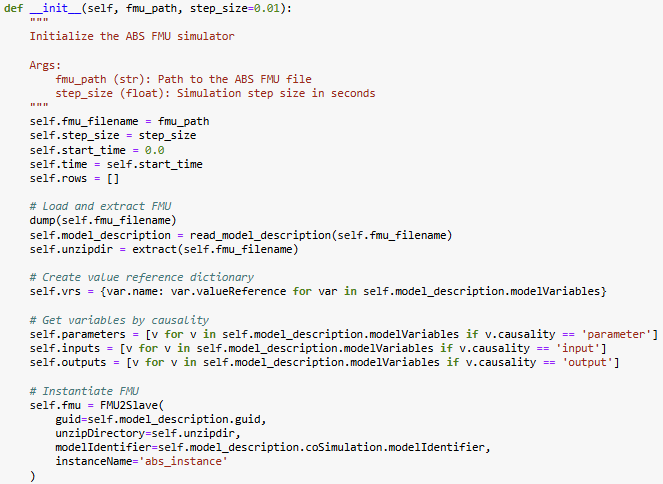 def __init__(self, fmu_path, step_size=0.01):
    """
    Initialize the ABS FMU simulator

    Args:
        fmu_path (str): Path to the ABS FMU file
        step_size (float): Simulation step size in seconds
    """
    self.fmu_filename = fmu_path
    self.step_size = step_size
    self.start_time = 0.0
    self.time = self.start_time
    self.rows = []

    # Load and extract FMU
    dump(self.fmu_filename)
    self.model_description = read_model_description(self.fmu_filename)
    self.unzipdir = extract(self.fmu_filename)

    # Create value reference dictionary
    self.vrs = {var.name: var.valueReference for var in self.model_description.modelVariables}

    # Get variables by causality
    self.parameters = [v for v in self.model_description.modelVariables if v.causality == 'parameter']
    self.inputs = [v for v in self.model_description.modelVariables if v.causality == 'input']
    self.outputs = [v for v in self.model_description.modelVariables if v.causality == 'output']

    # Instantiate FMU
    self.fmu = FMU2Slave(
        guid=self.model_description.guid,
        unzipDirectory=self.unzipdir,
        modelIdentifier=self.model_description.coSimulation.modelIdentifier,
        instanceName='abs_instance'
    )